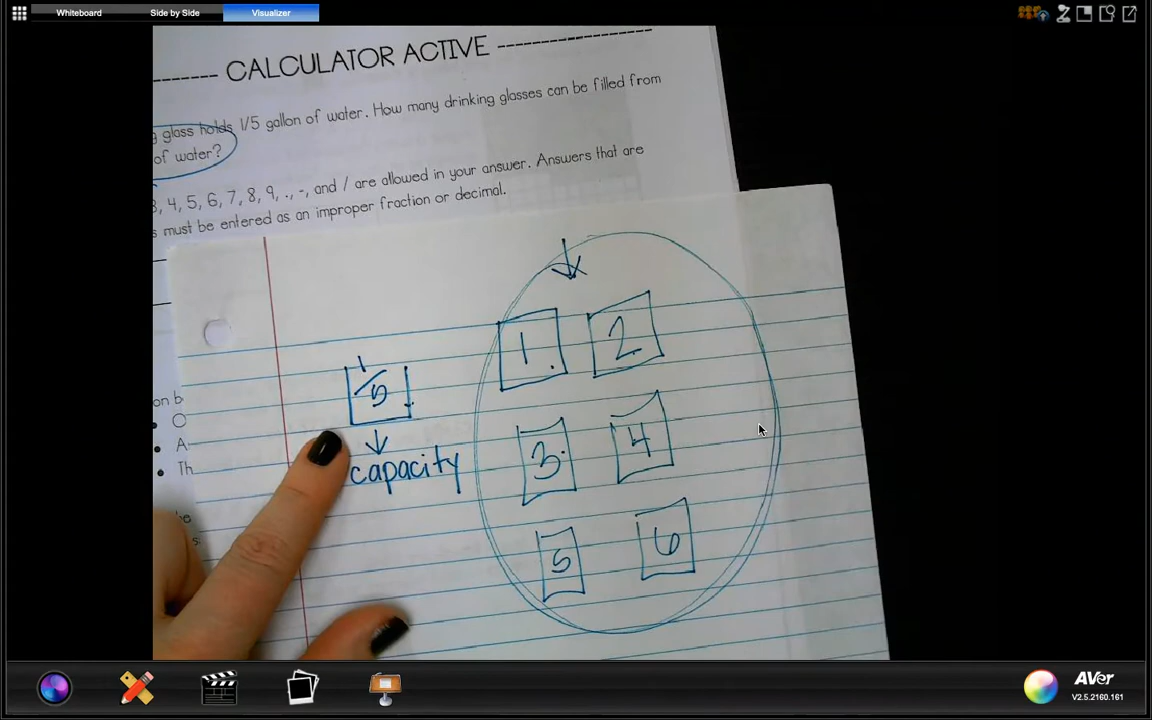 Whiteboard
Side by Side
Visualizer
-------- CALCULATOR ACTIVE --------------------
g glass holds 1/5 gallon of water. How many drinking glasses can be filled from
of water?
3, 4, 5, 6, 7, 8, 9, ., -, and / are allowed in your answer. Answers that are
s must be entered as an improper fraction or decimal.
1/5
capacity
1
2
3
4
5
6
on b
O
A
Th
AVer
V2.5.2160.161